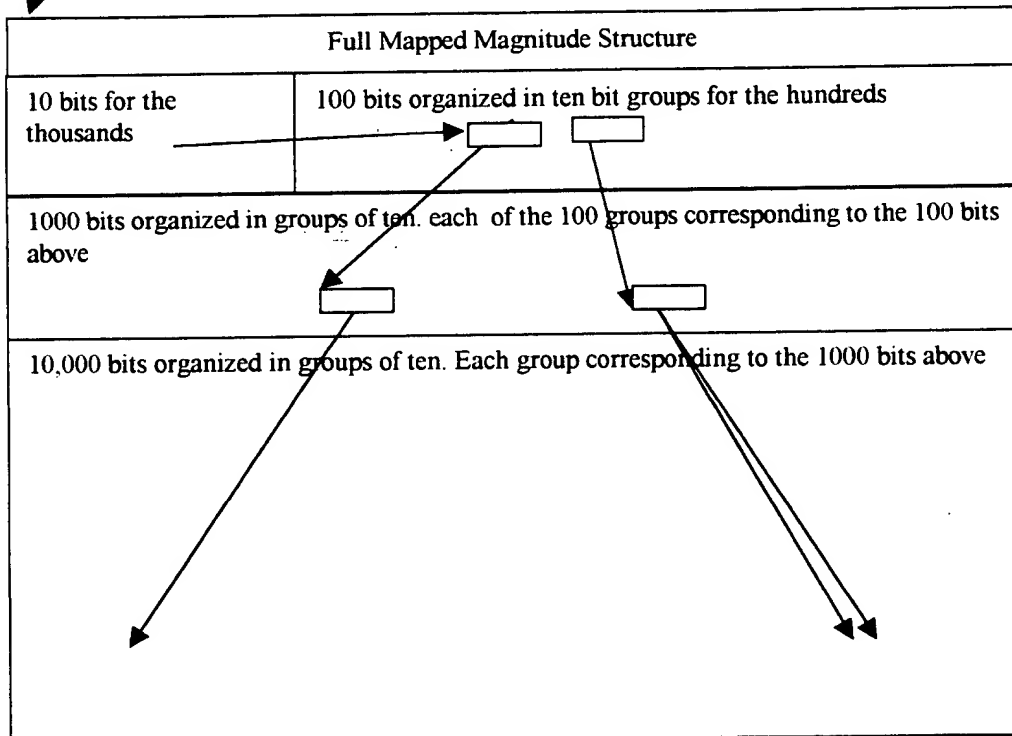 Full Mapped Magnitude Structure
10 bits for the
thousands
100 bits organized in ten bit groups for the hundreds
1000 bits organized in groups of ten. each of the 100 groups corresponding to the 100 bits
above
10,000 bits organized in groups of ten. Each group corresponding to the 1000 bits above